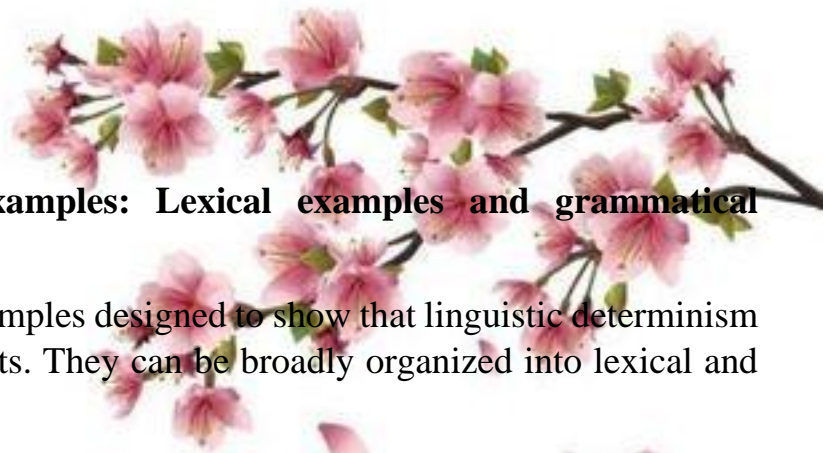 xamples: Lexical examples and grammatical
mples designed to show that linguistic determinism
ts. They can be broadly organized into lexical and